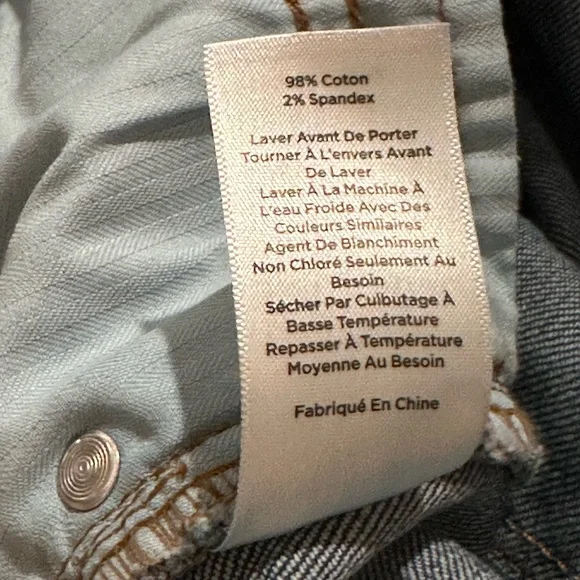 98% Coton
2% Spandex
Laver Avant De Porter
Tourner À L'envers Avant
De Laver
Laver À La Machine À
L'eau Froide Avec Des
Couleurs Similaires
Agent De Blanchiment
Non Chloré Seulement Au
Besoin
Sécher Par Culbutage À
Basse Température
Repasser À Température
Moyenne Au Besoin
Fabriqué En Chine